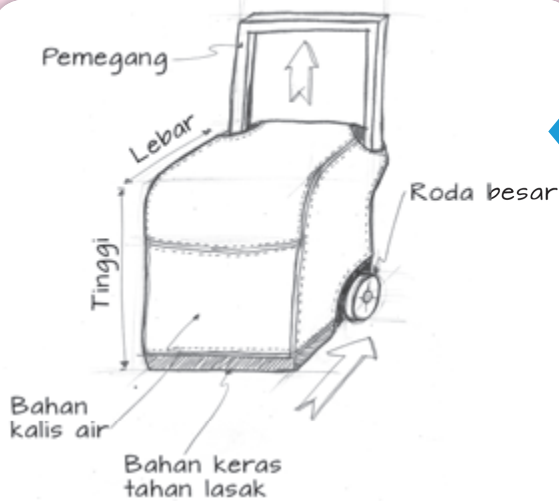 Pemegang
Lebar
Roda besar
Tinggi
Bahan
kalis air
Bahan keras
tahan lasak